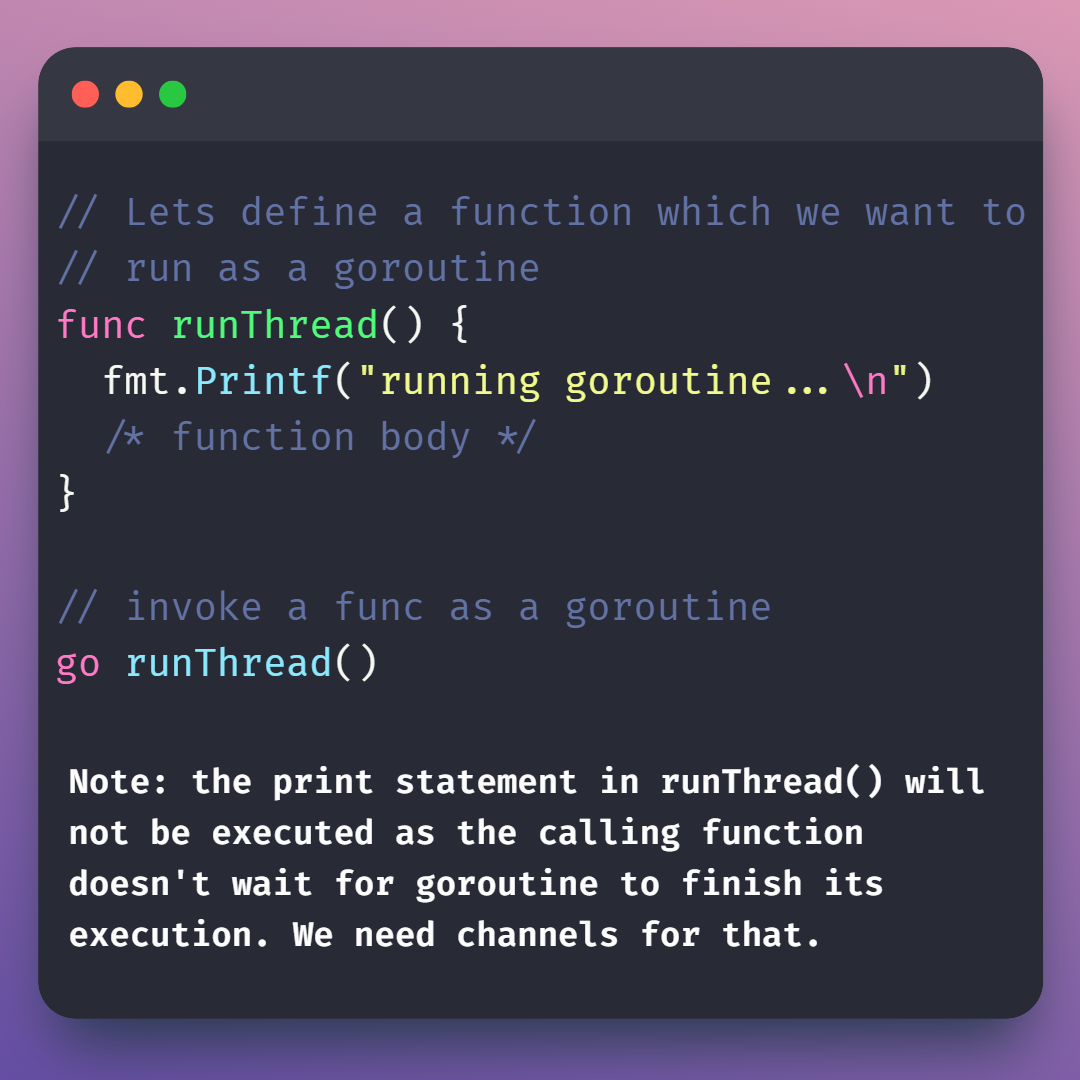 // Lets define a function which we want to
// run as a goroutine
func runThread() {
  fmt.Printf("running goroutine...\n")
  /* function body */
}
// invoke a func as a goroutine
go runThread()
Note: the print statement in runThread() will
not be executed as the calling function
doesn't wait for goroutine to finish its
execution. We need channels for that.